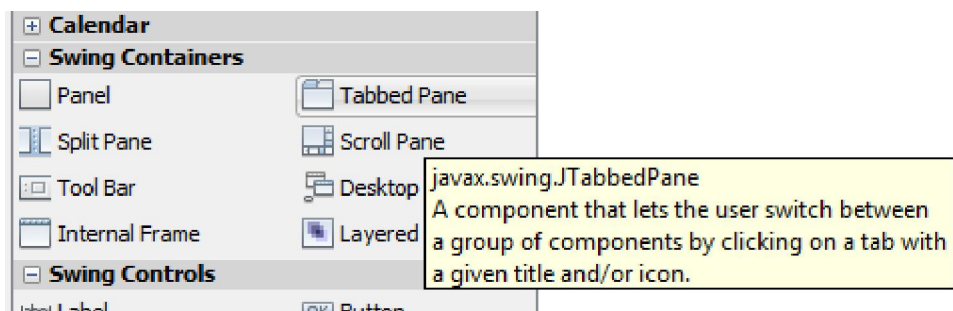 Calendar
Swing Containers
Panel Tabbed Pane
Split Pane Scroll Pane
Tool Bar Desktop
Internal Frame Layered
Swing Controls
Label Button
javax.swing.JTabbedPane
A component that lets the user switch between
a group of components by clicking on a tab with
a given title and/or icon.